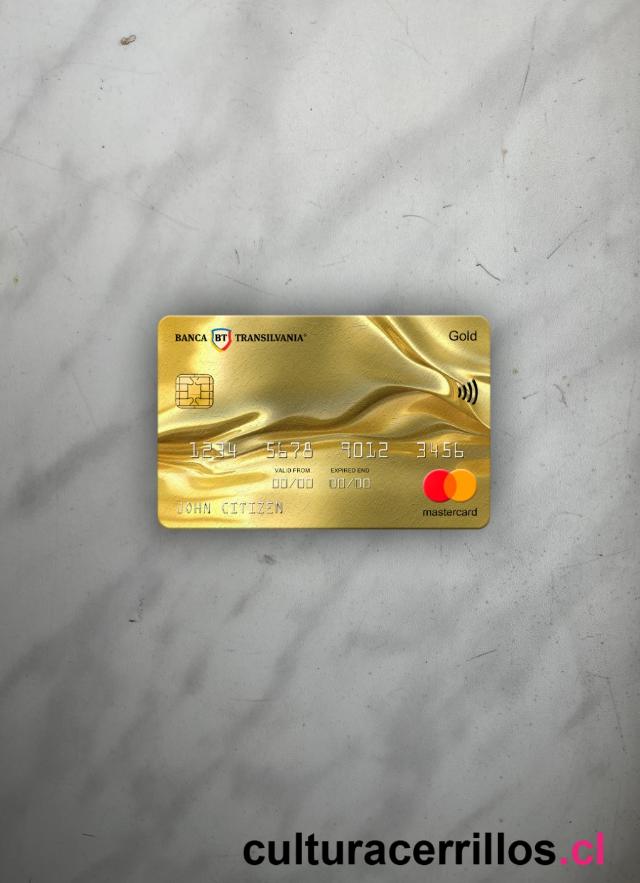 BANCA BT TRANSILVANIA®
Gold
1234 5678 9012 3456
VALID FROM EXPIRED END
00/00 00/00
JOHN CITIZEN
mastercard
culturacerrillos.cl